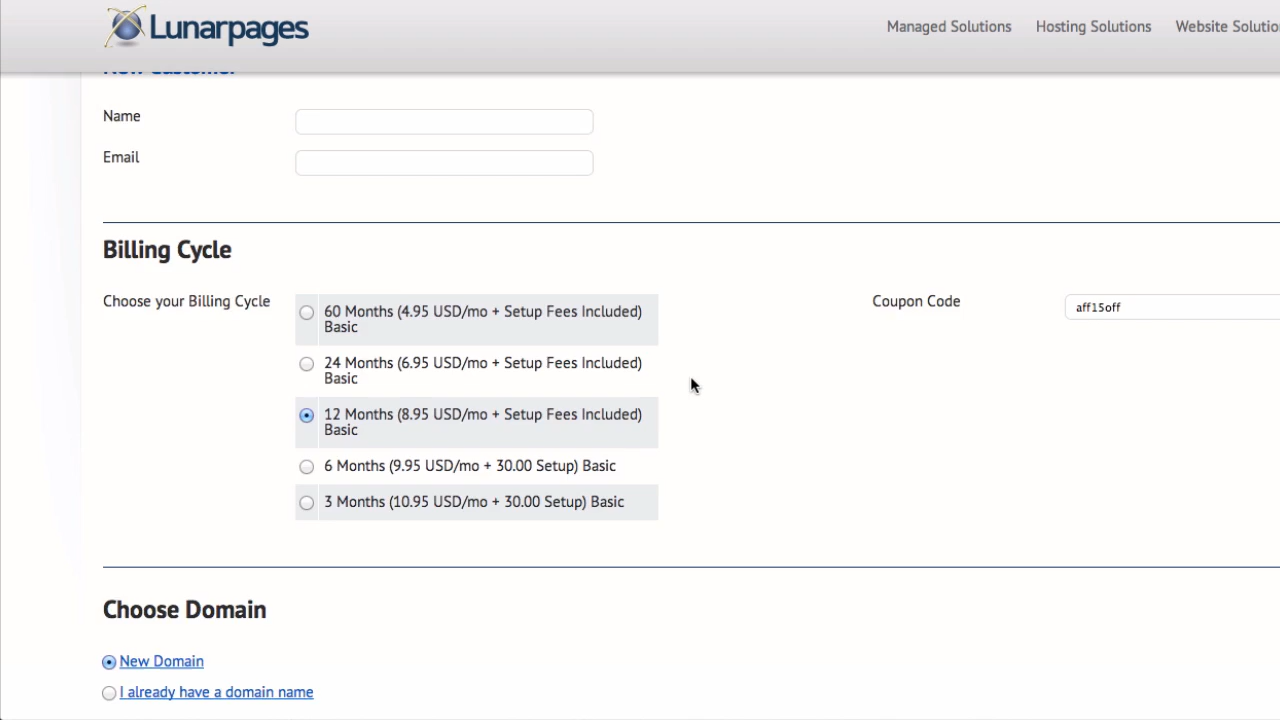 Lunarpages
Managed Solutions Hosting Solutions Website
New Customer
Name
Email
Billing Cycle
Choose your Billing Cycle
60 Months (4.95 USD/mo + Setup Fees Included)
Basic
24 Months (6.95 USD/mo + Setup Fees Included)
Basic
12 Months (8.95 USD/mo + Setup Fees Included)
Basic
6 Months (9.95 USD/mo + 30.00 Setup) Basic
3 Months (10.95 USD/mo + 30.00 Setup) Basic
Coupon Code
aff15off
Choose Domain
New Domain
I already have a domain name